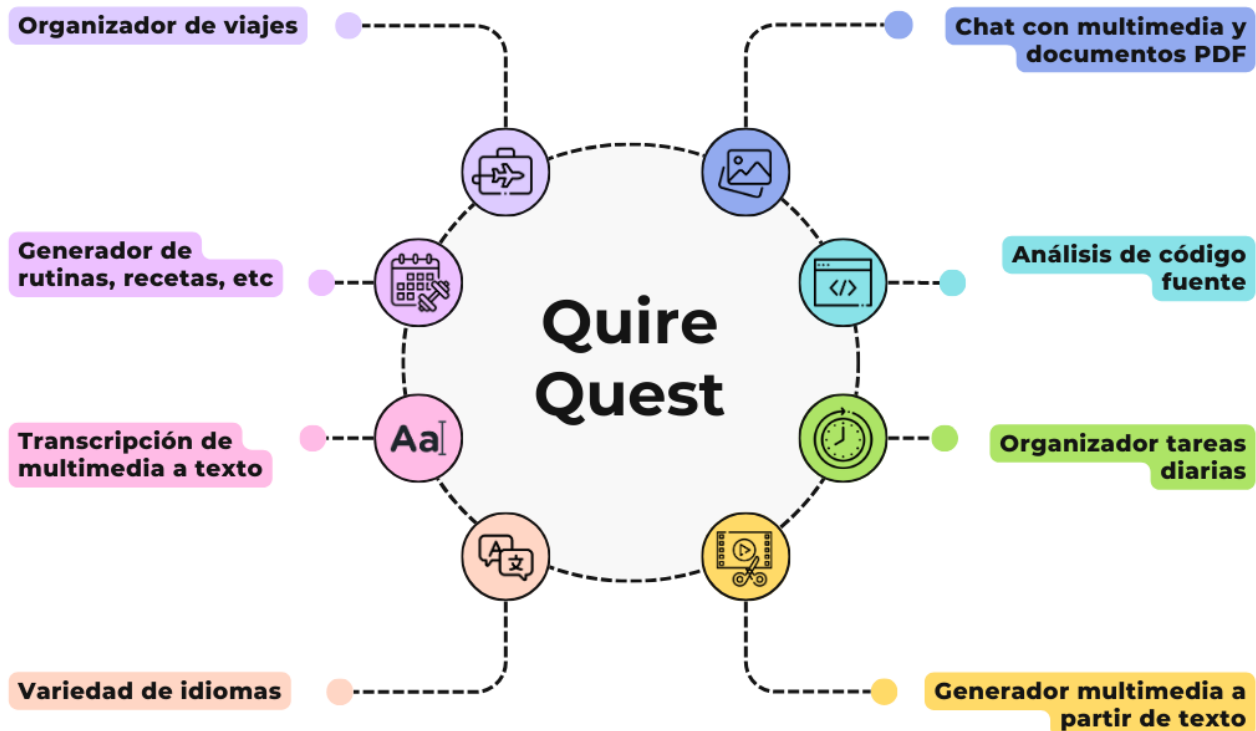 Organizador de viajes
Chat con multimedia y
documentos PDF
Generador de
rutinas, recetas, etc
Análisis de código
fuente
</>
Quire
Quest
Transcripción de
multimedia a texto
Aa
Organizador tareas
diarias
A
文
Variedad de idiomas
Generador multimedia a
partir de texto